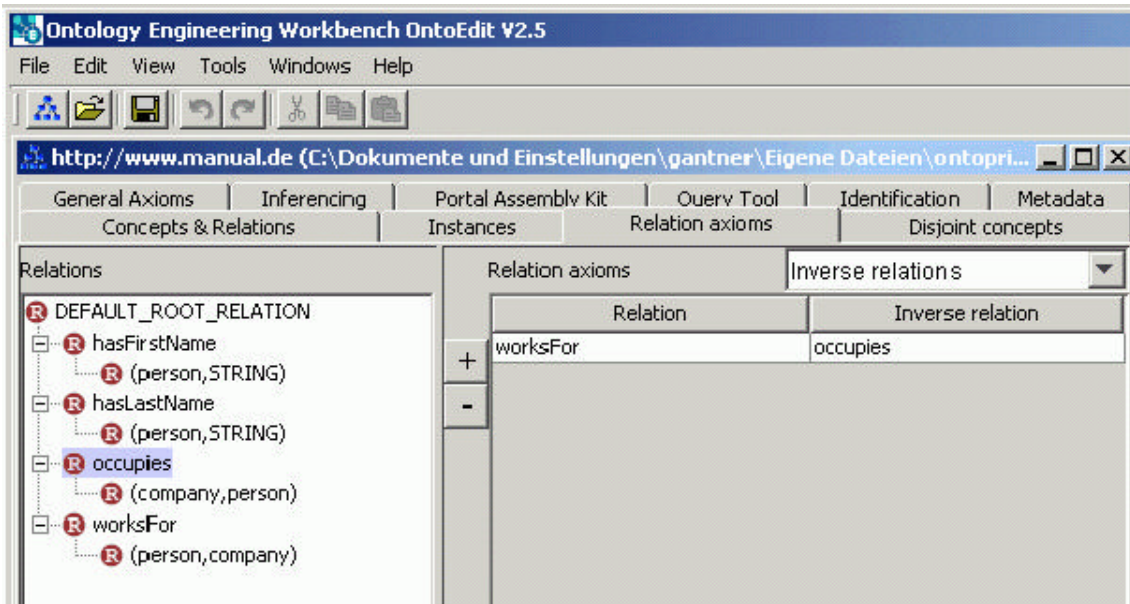 Ontology Engineering Workbench OntoEdit V2.5
File Edit View Tools Windows Help
http://www.manual.de (C:\Dokumente und Einstellungen\gantner\Eigene Dateien\ontopri...
General Axioms Inferencing Portal Assembly Kit Query Tool Identification Metadata
Concepts & Relations Instances Relation axioms Disjoint concepts
Relations
Relation axioms Inverse relations
DEFAULT_ROOT_RELATION
hasFirstName
(person,STRING)
hasLastName
(person,STRING)
occupies
(company,person)
worksFor
(person,company)
+
-
Relation Inverse relation
worksFor occupies